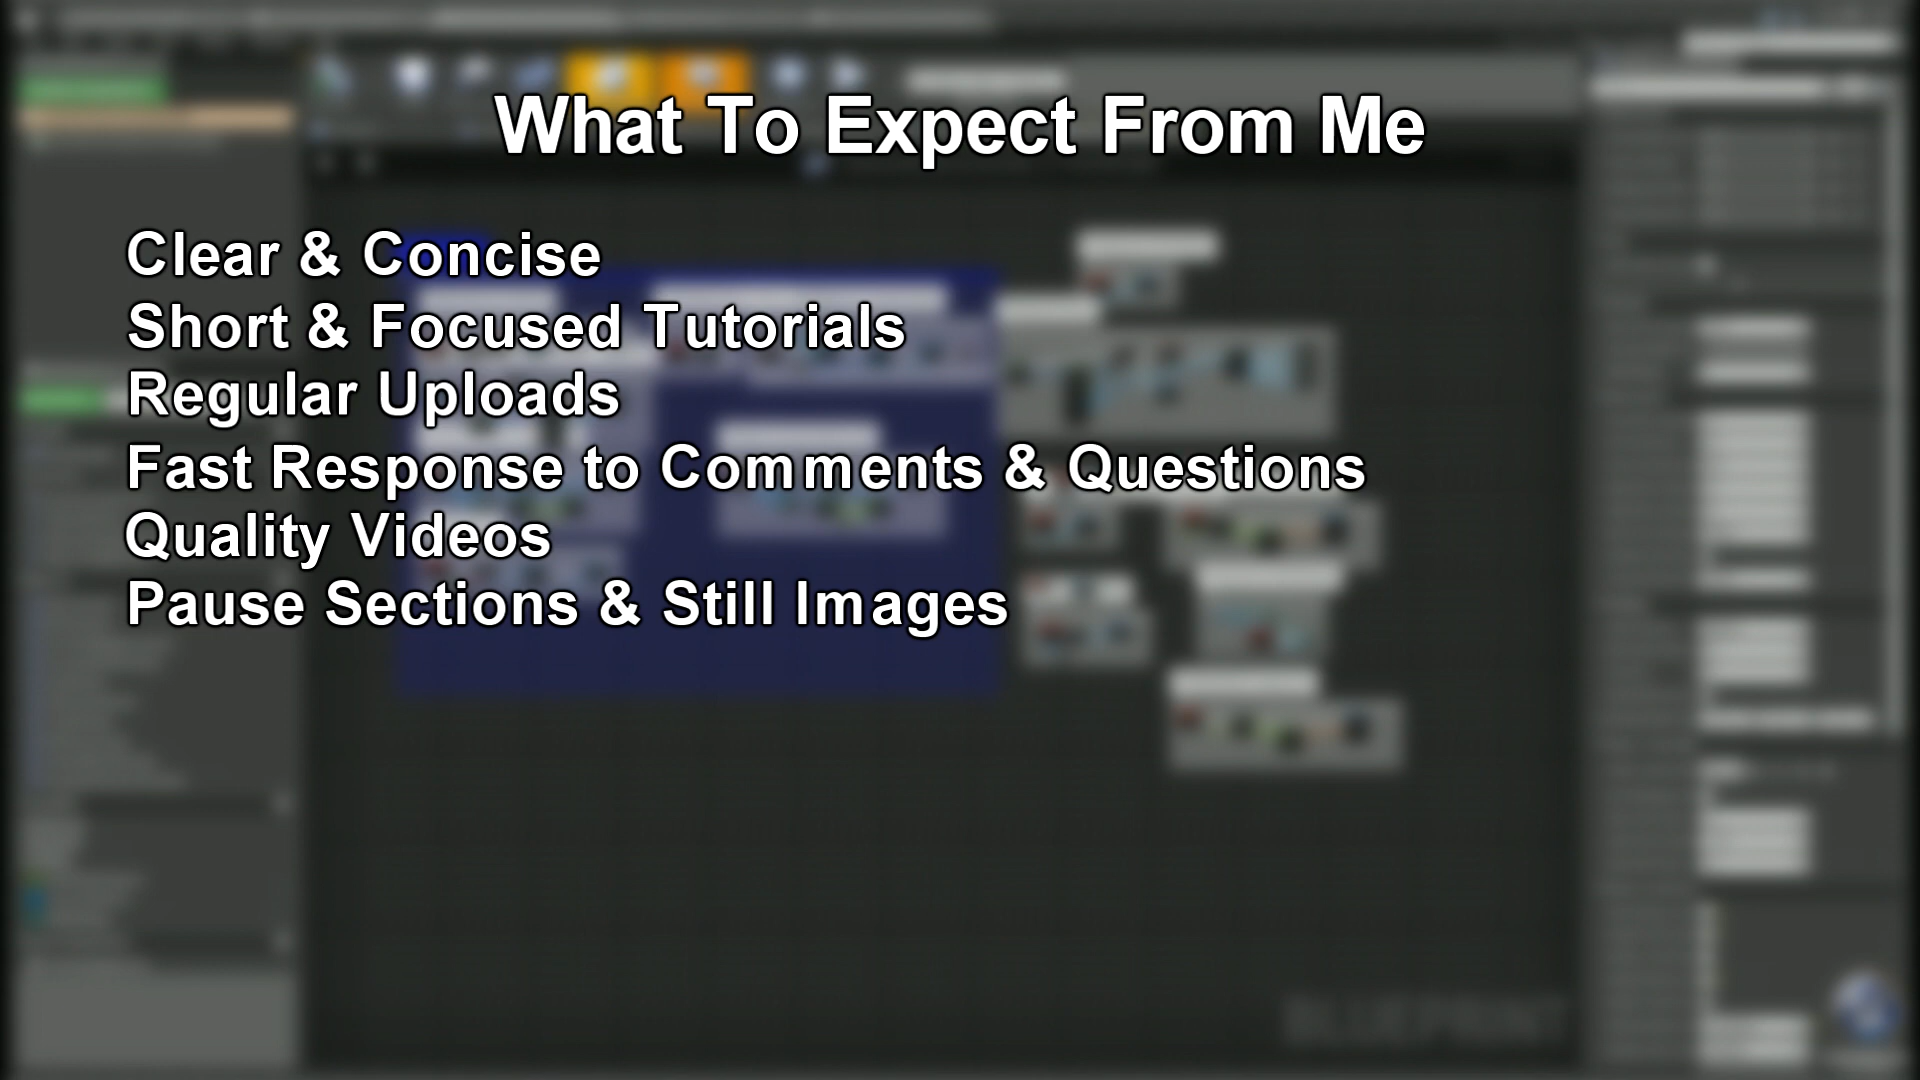 What To Expect From Me
Clear & Concise
Short & Focused Tutorials
Regular Uploads
Fast Response to Comments & Questions
Quality Videos
Pause Sections & Still Images
BLUEPRINT